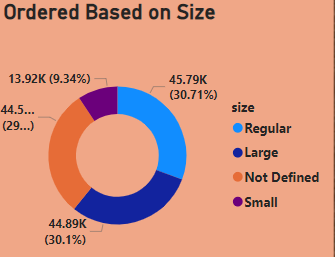 Ordered Based on Size
13.92K (9.34%)
45.79K
(30.71%)
44.5...
(29...)
44.89K
(30.1%)
size
Regular
Large
Not Defined
Small